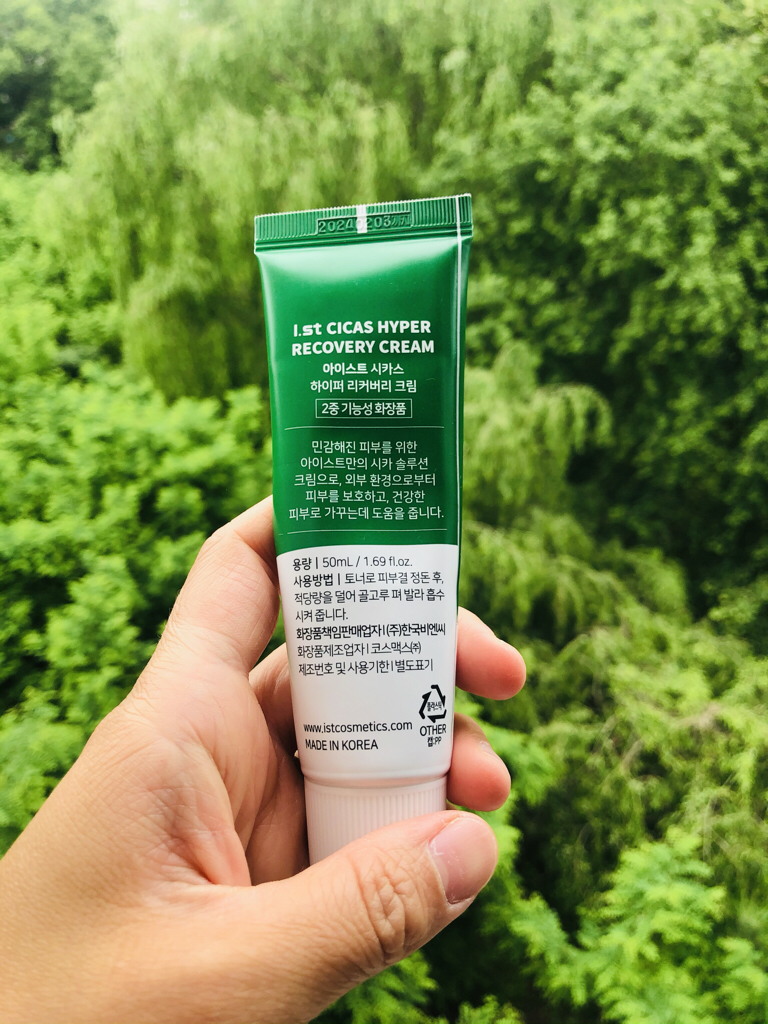 I.st CICAS HYPER
RECOVERY CREAM
아이스트 시카스
하이퍼 리커버리 크림
2중 기능성 화장품
민감해진 피부를 위한
아이스트만의 시카 솔루션
크림으로, 외부 환경으로부터
피부를 보호하고, 건강한
피부로 가꾸는데 도움을 줍니다.
용량 | 50mL / 1.69 fl.oz.
사용방법 | 토너로 피부결 정돈 후,
적당량을 덜어 골고루 펴 발라 흡수
시켜 줍니다.
화장품책임판매업자 | (주)한국비엔씨
화장품제조업자 | 코스맥스㈜
제조번호 및 사용기한 | 별도표기
플라스틱
OTHER
캡:PP
www.istcosmetics.com
MADE IN KOREA